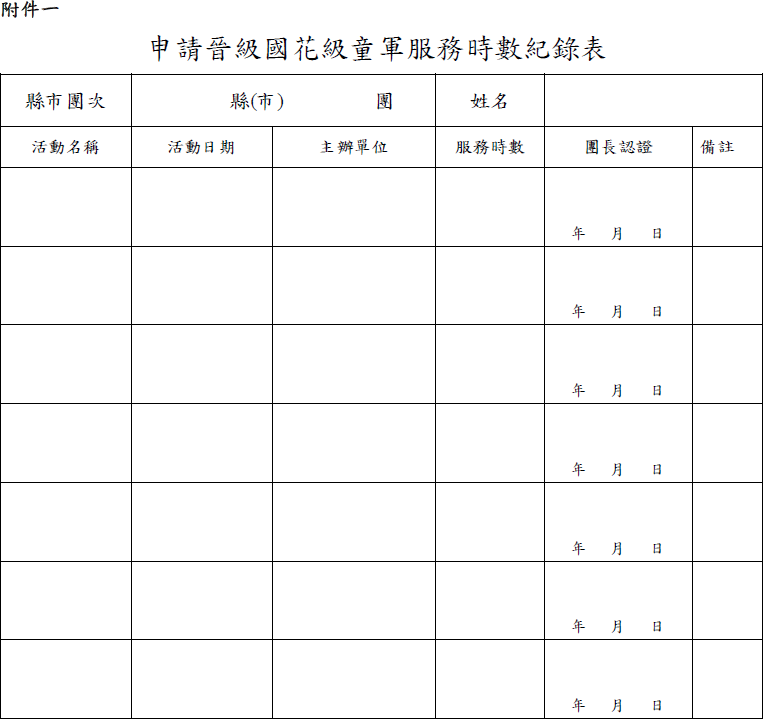 附件一
申請晉級國花級童軍服務時數紀錄表
縣市團次 縣(市) 團 姓名
活動名稱 活動日期 主辦單位 服務時數 團長認證 備註
年 月 日
年 月 日
年 月 日
年 月 日
年 月 日
年 月 日
年 月 日